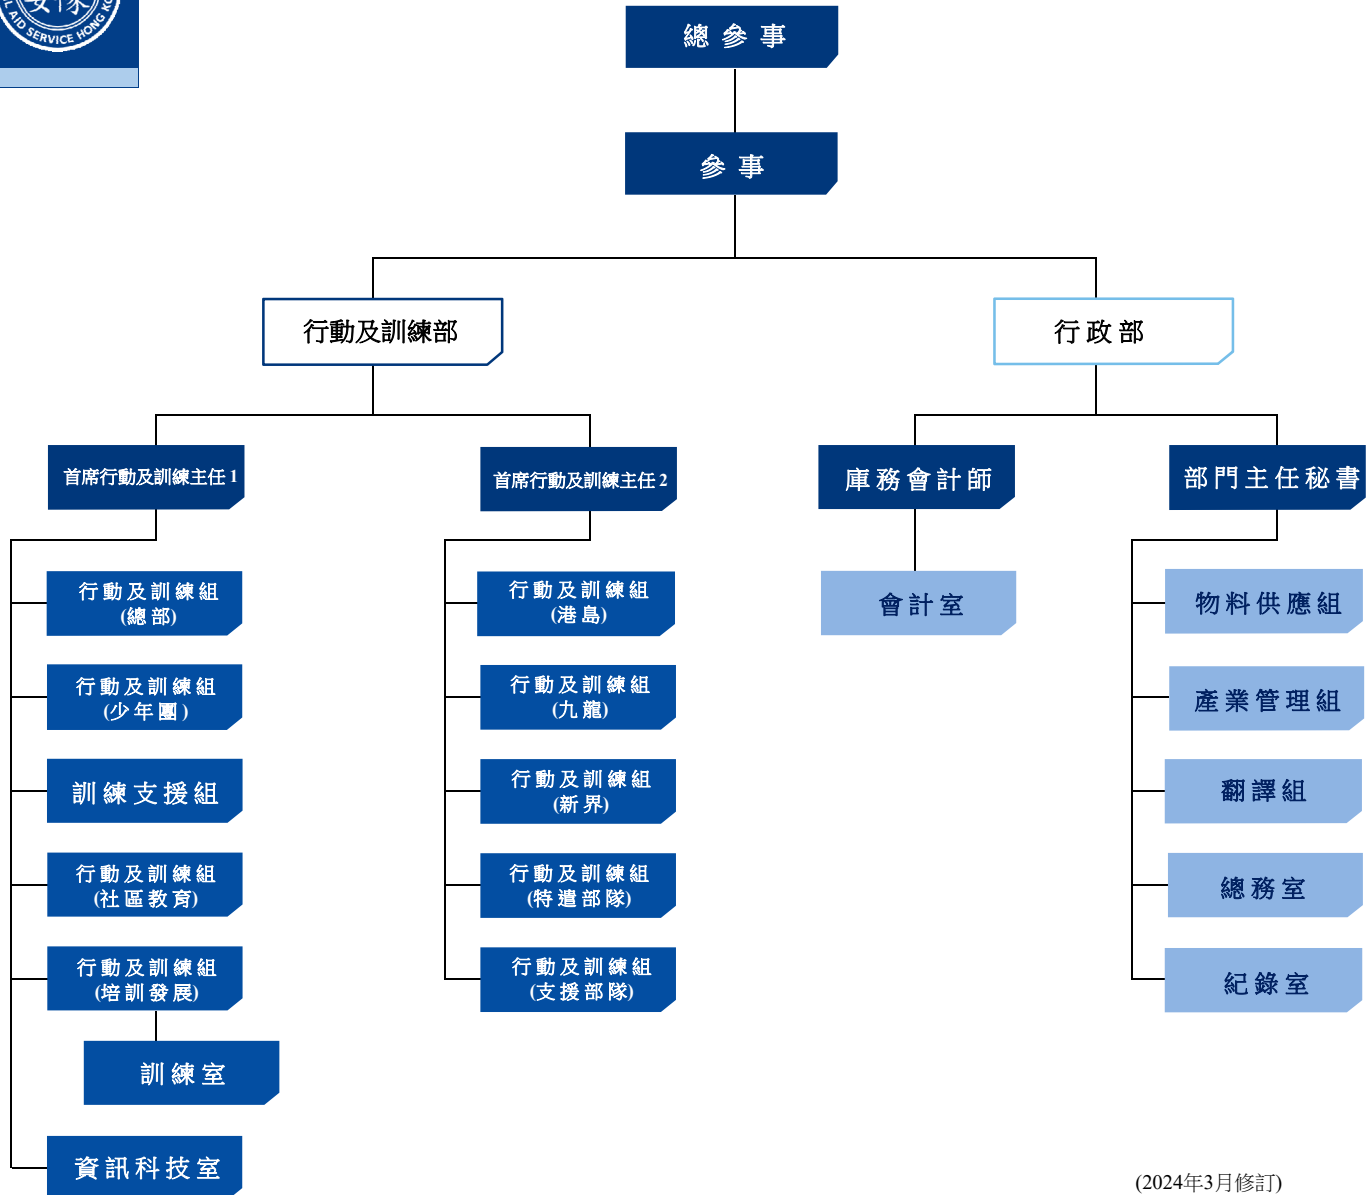 AID SERVICE HONG KO
總參事
參事
行動及訓練部
行政部
首席行動及訓練主任1
首席行動及訓練主任2
庫務會計師
部門主任秘書
行動及訓練組
(總部)
行動及訓練組
(少年團)
訓練支援組
行動及訓練組
(社區教育)
行動及訓練組
(培訓發展)
訓練室
資訊科技室
行動及訓練組
(港島)
行動及訓練組
(九龍)
行動及訓練組
(新界)
行動及訓練組
(特遣部隊)
行動及訓練組
(支援部隊)
會計室
物料供應組
產業管理組
翻譯組
總務室
紀錄室
(2024年3月修訂)